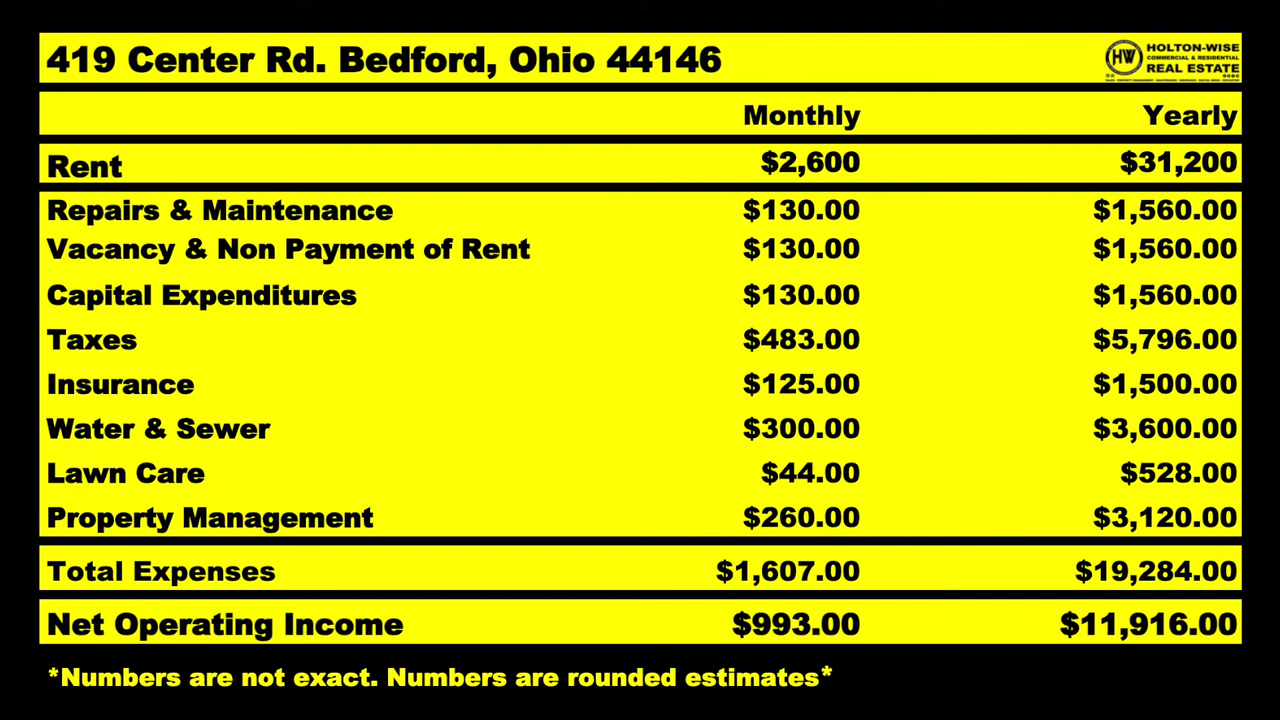 419 Center Rd. Bedford, Ohio 44146
HW
HOLTON-WISE
COMMERCIAL & RESIDENTIAL
REAL ESTATE
Monthly Yearly
Rent $2,600 $31,200
Repairs & Maintenance $130.00 $1,560.00
Vacancy & Non Payment of Rent $130.00 $1,560.00
Capital Expenditures $130.00 $1,560.00
Taxes $483.00 $5,796.00
Insurance $125.00 $1,500.00
Water & Sewer $300.00 $3,600.00
Lawn Care $44.00 $528.00
Property Management $260.00 $3,120.00
Total Expenses $1,607.00 $19,284.00
Net Operating Income $993.00 $11,916.00
*Numbers are not exact. Numbers are rounded estimates*